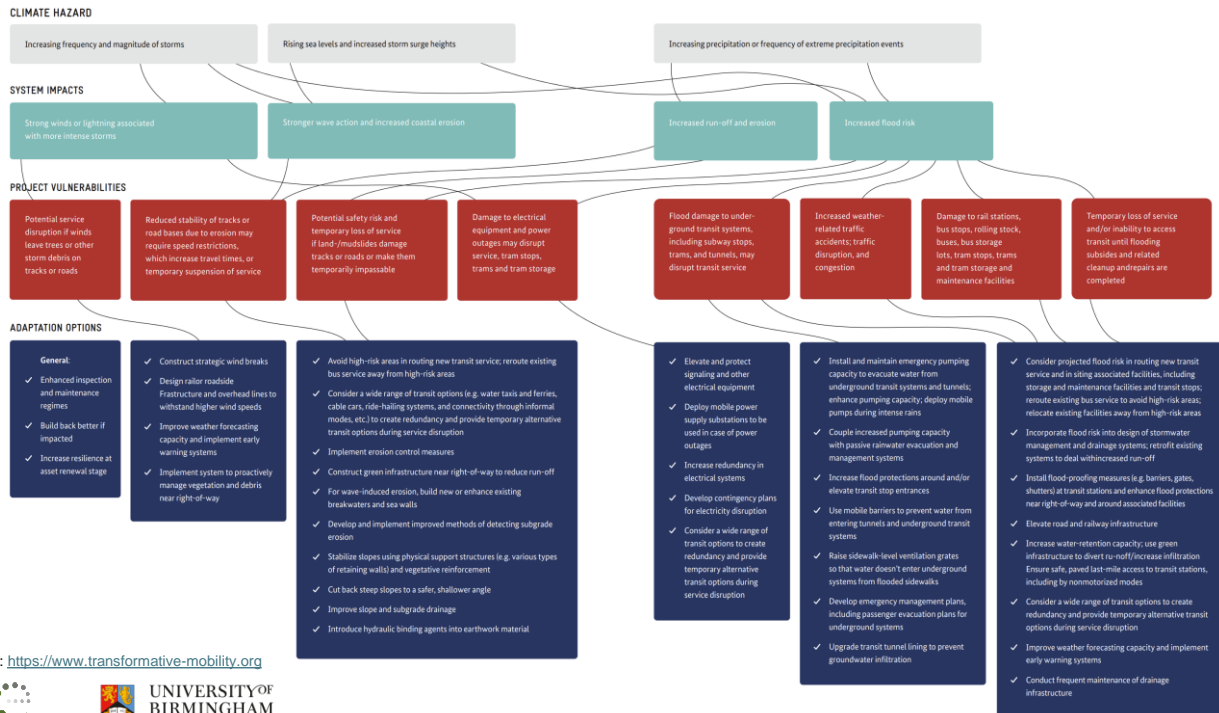 CLIMATE HAZARD
Increasing frequency and magnitude of storms
Rising sea levels and increased storm surge heights
Increasing precipitation or frequency of extreme precipitation events
SYSTEM IMPACTS
Strong winds or lightning associated
with more intense storms
Stronger wave action and increased coastal erosion
Increased run-off and erosion
Increased flood risk
PROJECT VULNERABILITIES
Potential service
disruption if winds
leave trees or other
storm debris on
tracks or roads
Reduced stability of tracks or
road bases due to erosion may
require speed restrictions,
which increase travel times, or
temporary suspension of service
Potential safety risk and
temporary loss of service
if land-/mudslides damage
tracks or roads or make them
temporarily impassable
Damage to electrical
equipment and power
outages may disrupt
service, tram stops,
trams and tram storage
Flood damage to under-
ground transit systems,
including subway stops,
trams, and tunnels, may
disrupt transit service
Increased weather-
related traffic
accidents; traffic
disruption, and
congestion
Damage to rail stations,
bus stops, rolling stock,
buses, bus storage
lots, tram stops, trams
and tram storage and
maintenance facilities
Temporary loss of service
and/or inability to access
transit until flooding
subsides and related
cleanup andrepairs are
completed
ADAPTATION OPTIONS
General:
✓ Enhanced inspection
and maintenance
regimes
✓ Build back better if
impacted
✓ Increase resilience at
asset renewal stage
✓ Construct strategic wind breaks
✓ Design railor roadside
Frastructure and overhead lines to
withstand higher wind speeds
✓ Improve weather forecasting
capacity and implement early
warning systems
✓ Implement system to proactively
manage vegetation and debris
near right-of-way
✓ Avoid high-risk areas in routing new transit service; reroute existing
bus service away from high-risk areas
✓ Consider a wide range of transit options (e.g. water taxis and ferries,
cable cars, ride-hailing systems, and connectivity through informal
modes, etc.) to create redundancy and provide temporary alternative
transit options during service disruption
✓ Implement erosion control measures
✓ Construct green infrastructure near right-of-way to reduce run-off
✓ For wave-induced erosion, build new or enhance existing
breakwaters and sea walls
✓ Develop and implement improved methods of detecting subgrade
erosion
✓ Stabilize slopes using physical support structures (e.g. various types
of retaining walls) and vegetative reinforcement
✓ Cut back steep slopes to a safer, shallower angle
✓ Improve slope and subgrade drainage
✓ Introduce hydraulic binding agents into earthwork material
✓ Elevate and protect
signaling and other
electrical equipment
✓ Deploy mobile power
supply substations to be
used in case of power
outages
✓ Increase redundancy in
electrical systems
✓ Develop contingency plans
for electricity disruption
✓ Consider a wide range of
transit options to create
redundancy and provide
temporary alternative
transit options during
service disruption
✓ Install and maintain emergency pumping
capacity to evacuate water from
underground transit systems and tunnels;
enhance pumping capacity; deploy mobile
pumps during intense rains
✓ Couple increased pumping capacity
with passive rainwater evacuation and
management systems
✓ Increase flood protections around and/or
elevate transit stop entrances
✓ Use mobile barriers to prevent water from
entering tunnels and underground transit
systems
✓ Raise sidewalk-level ventilation grates
so that water doesn't enter underground
systems from flooded sidewalks
✓ Develop emergency management plans,
including passenger evacuation plans for
underground systems
✓ Upgrade transit tunnel lining to prevent
groundwater infiltration
✓ Consider projected flood risk in routing new transit
service and in siting associated facilities, including
storage and maintenance facilities and transit stops;
reroute existing bus service to avoid high-risk areas;
relocate existing facilities away from high-risk areas
✓ Incorporate flood risk into design of stormwater
management and drainage systems; retrofit existing
systems to deal withincreased run-off
✓ Install flood-proofing measures (e.g. barriers, gates,
shutters) at transit stations and enhance flood protections
near right-of-way and around associated facilities
✓ Elevate road and railway infrastructure
✓ Increase water-retention capacity; use green
infrastructure to divert ru-noff/increase infiltration
Ensure safe, paved last-mile access to transit stations,
including by nonmotorized modes
✓ Consider a wide range of transit options to create
redundancy and provide temporary alternative transit
options during service disruption
✓ Improve weather forecasting capacity and implement
early warning systems
✓ Conduct frequent maintenance of drainage
infrastructure
: https://www.transformative-mobility.org
UNIVERSITY OF
BIRMINGHAM